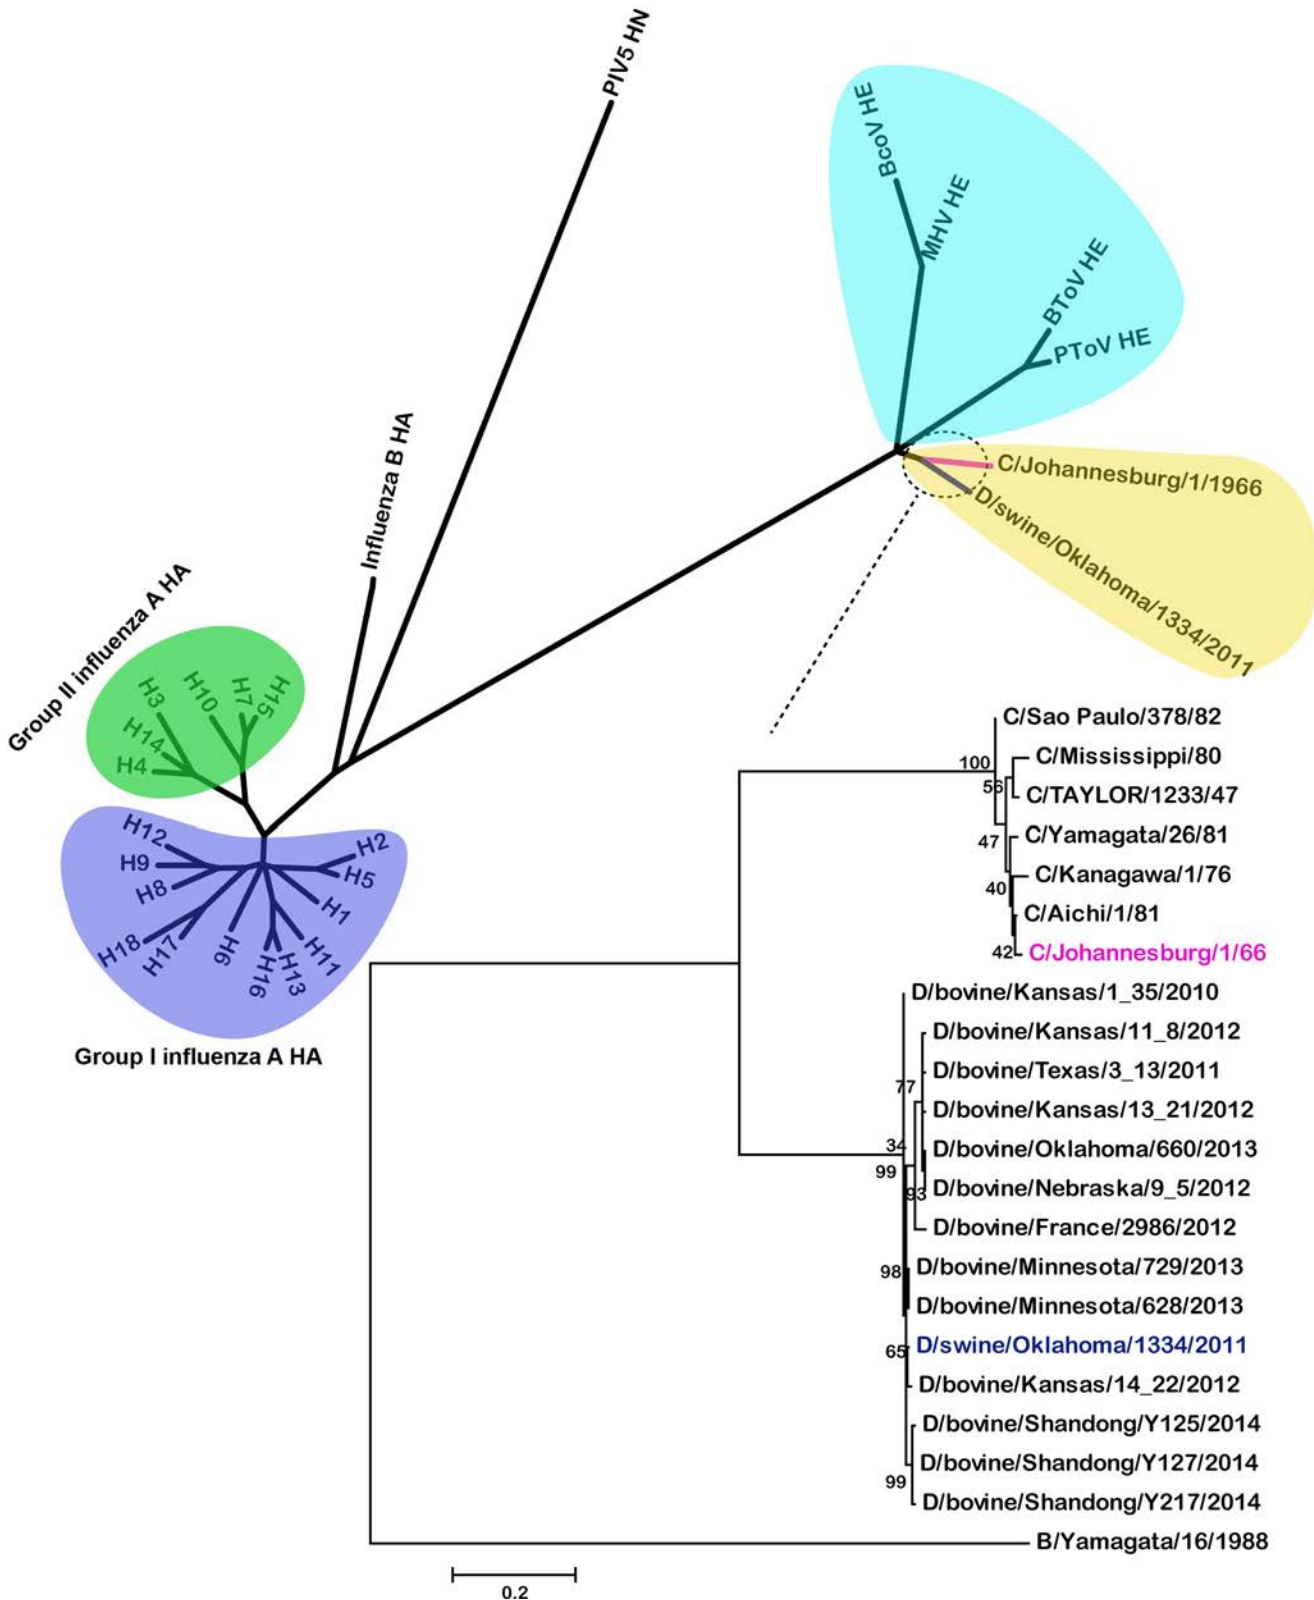 PIV5 HN
BcoV HE
MHV HE
BToV HE
PToV HE
Influenza B HA
C/Johannesburg/1/1966
D/swine/Oklahoma/1334/2011
Group II influenza A HA
H3
H10
H7
H15
H14
H4
H12
H9
H8
H18
H17
H6
H16
H13
H11
H1
H5
H2
Group I influenza A HA
C/Sao Paulo/378/82
100
C/Mississippi/80
56
C/TAYLOR/1233/47
C/Yamagata/26/81
47
C/Kanagawa/1/76
40
C/Aichi/1/81
C/Johannesburg/1/66
42
D/bovine/Kansas/1_35/2010
D/bovine/Kansas/11_8/2012
D/bovine/Texas/3_13/2011
77
D/bovine/Kansas/13_21/2012
D/bovine/Oklahoma/660/2013
34
99
D/bovine/Nebraska/9_5/2012
93
D/bovine/France/2986/2012
D/bovine/Minnesota/729/2013
98
D/bovine/Minnesota/628/2013
D/swine/Oklahoma/1334/2011
65
D/bovine/Kansas/14_22/2012
D/bovine/Shandong/Y125/2014
D/bovine/Shandong/Y127/2014
99
D/bovine/Shandong/Y217/2014
B/Yamagata/16/1988
0.2